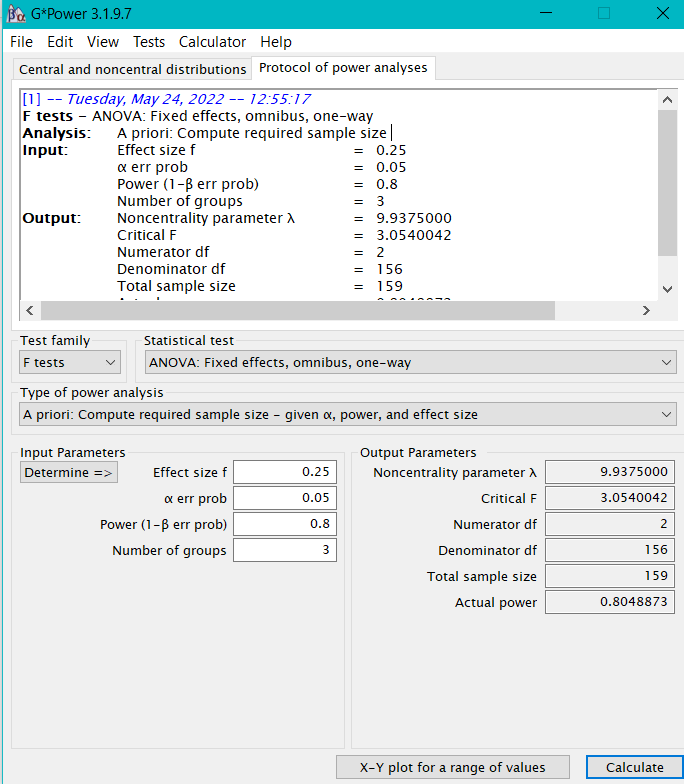 G*Power 3.1.9.7
File Edit View Tests Calculator Help
Central and noncentral distributions Protocol of power analyses
[1] -- Tuesday, May 24, 2022 -- 12:55:17
F tests – ANOVA: Fixed effects, omnibus, one-way
Analysis: A priori: Compute required sample size
Input: Effect size f = 0.25
α err prob = 0.05
Power (1-β err prob) = 0.8
Number of groups = 3
Output: Noncentrality parameter λ = 9.9375000
Critical F = 3.0540042
Numerator df = 2
Denominator df = 156
Total sample size = 159
Test family
F tests
Statistical test
ANOVA: Fixed effects, omnibus, one-way
Type of power analysis
A priori: Compute required sample size – given α, power, and effect size
Input Parameters
Determine =>
Effect size f 0.25
α err prob 0.05
Power (1-β err prob) 0.8
Number of groups 3
Output Parameters
Noncentrality parameter λ 9.9375000
Critical F 3.0540042
Numerator df 2
Denominator df 156
Total sample size 159
Actual power 0.8048873
X-Y plot for a range of values
Calculate